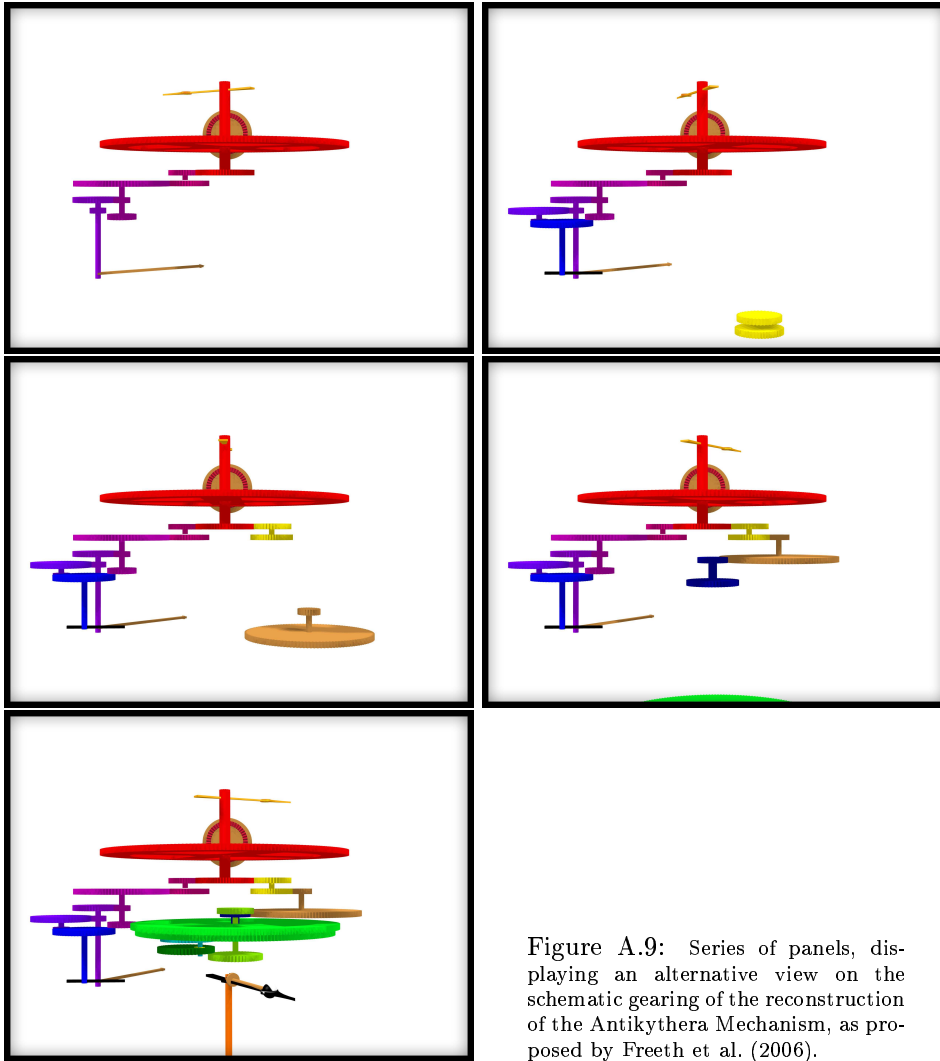 Figure A.9: Series of panels, dis-
playing an alternative view on the
schematic gearing of the reconstruction
of the Antikythera Mechanism, as pro-
posed by Freeth et al. (2006).